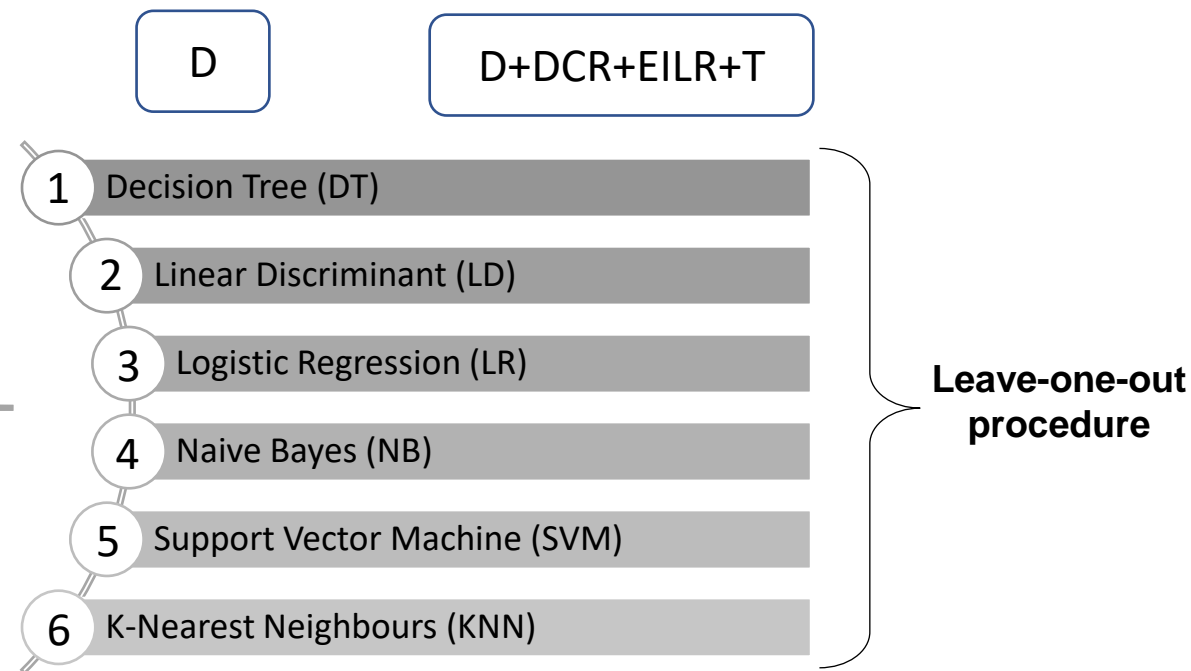 D
D+DCR+EILR+T
1 Decision Tree (DT)
2 Linear Discriminant (LD)
3 Logistic Regression (LR)
4 Naive Bayes (NB)
5 Support Vector Machine (SVM)
6 K-Nearest Neighbours (KNN)
Leave-one-out
procedure